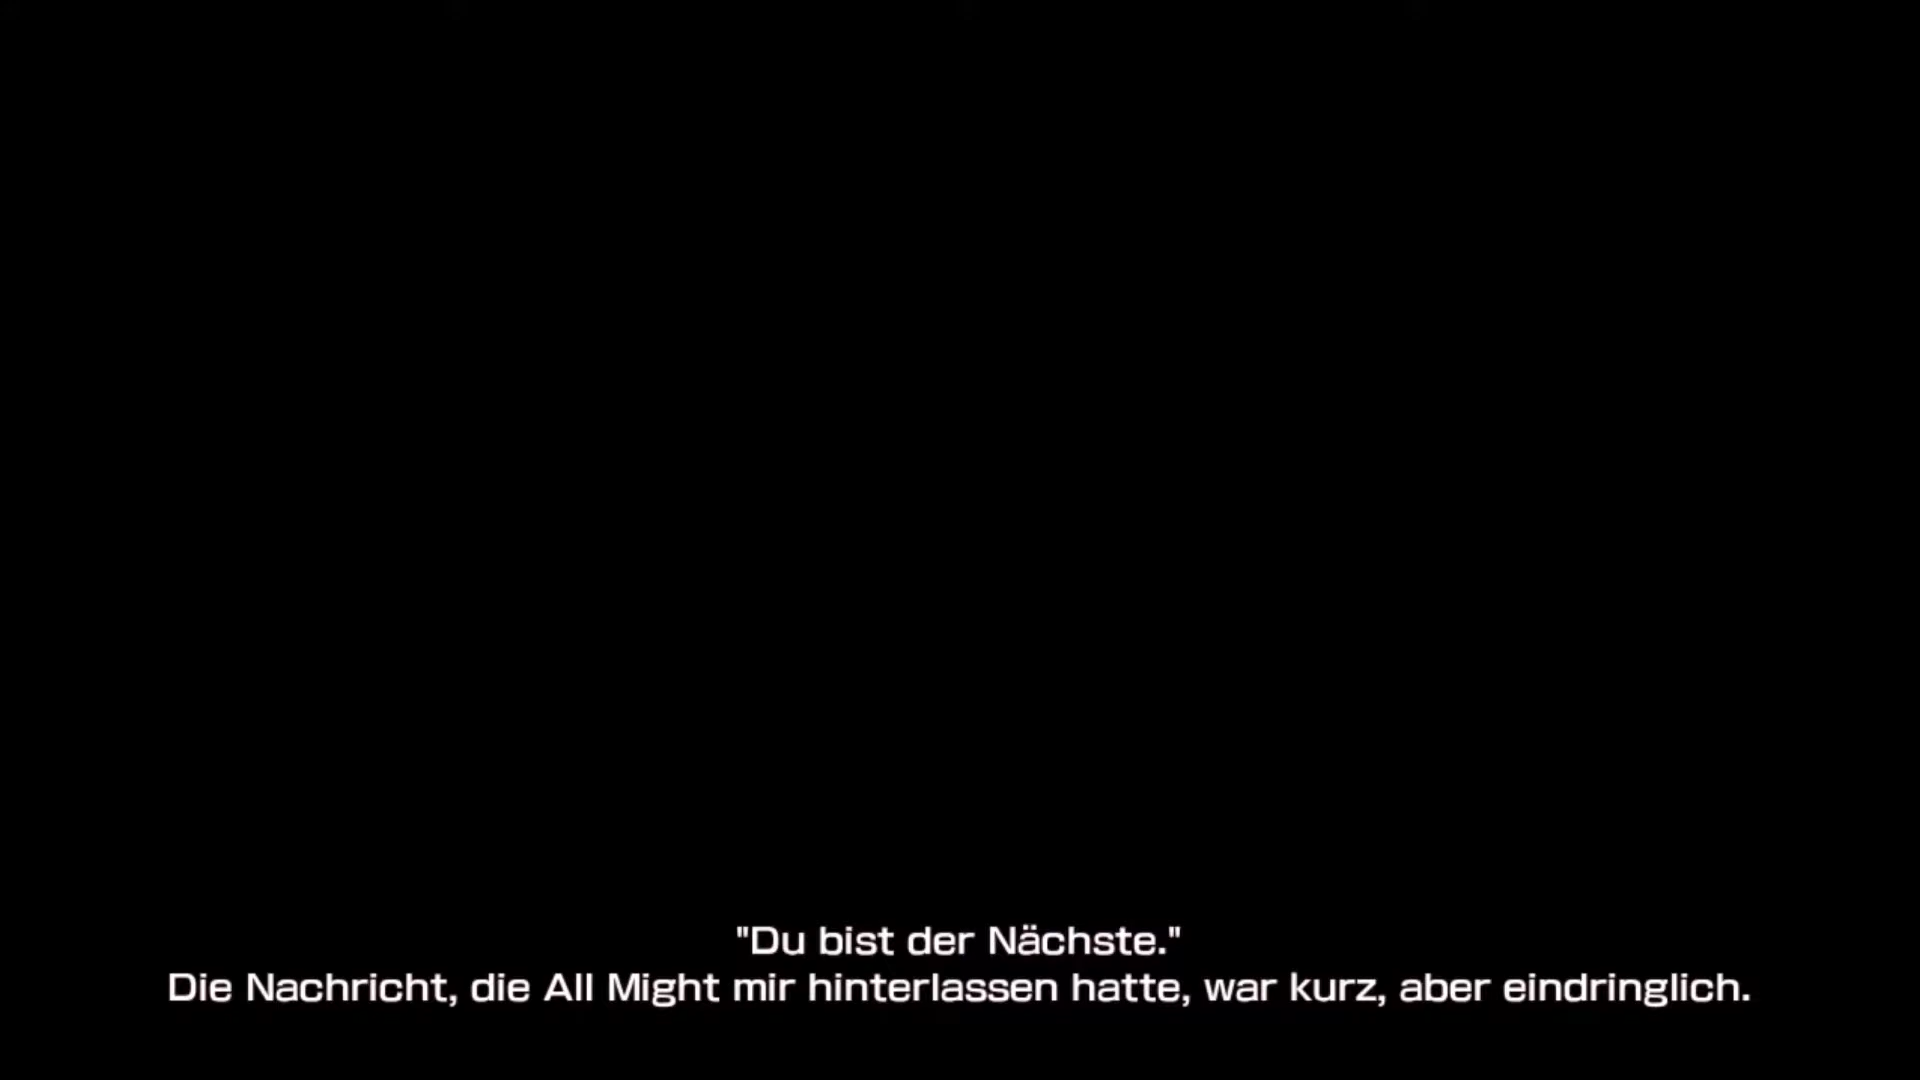 "Du bist der Nächste."
Die Nachricht, die All Might mir hinterlassen hatte, war kurz, aber eindringlich.